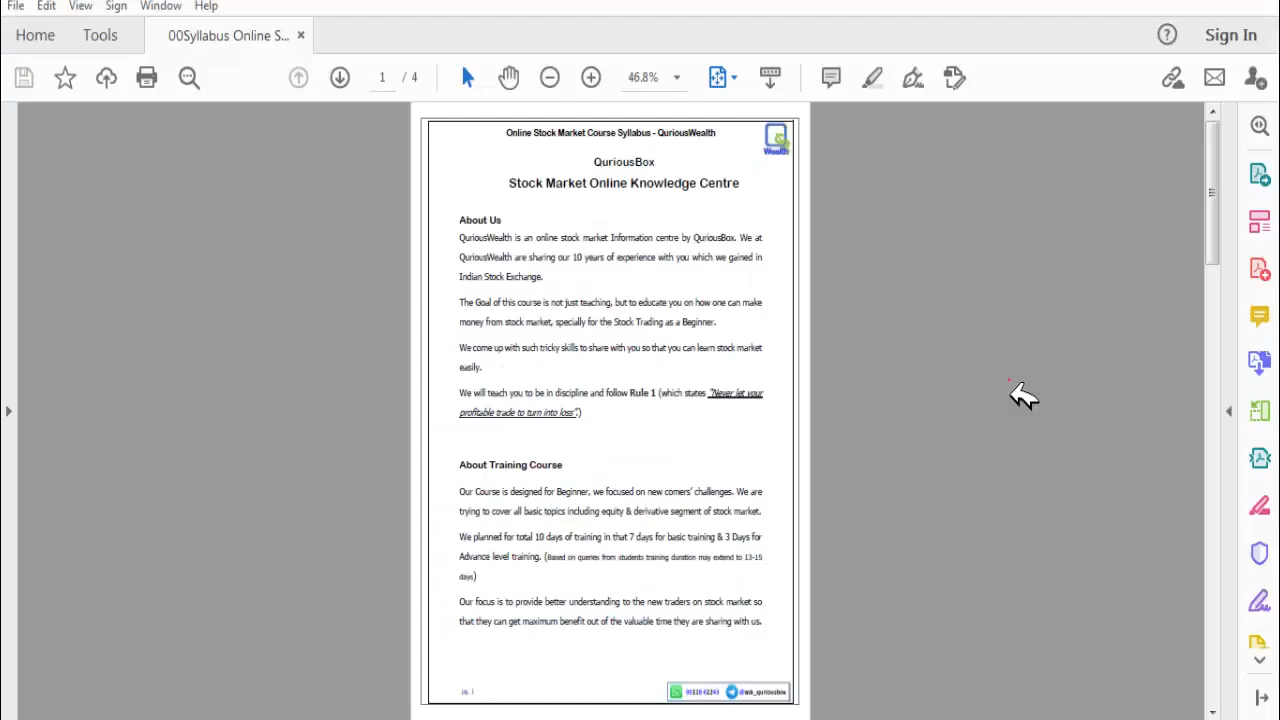 File Edit View Sign Window Help
Home Tools 00Syllabus Online S... × Sign In
1 / 4 46.8%
Online Stock Market Course Syllabus - QuriousWealth
Wealth
QuriousBox
Stock Market Online Knowledge Centre
About Us
QuriousWealth is an online stock market Information centre by QuriousBox. We at
QuriousWealth are sharing our 10 years of experience with you which we gained in
Indian Stock Exchange.
The Goal of this course is not just teaching, but to educate you on how one can make
money from stock market, specially for the Stock Trading as a Beginner.
We come up with such tricky skills to share with you so that you can learn stock market
easily.
We will teach you to be in discipline and follow Rule 1 (which states "Never let your
profitable trade to turn into loss".)
About Training Course
Our Course is designed for Beginner, we focused on new comers' challenges. We are
trying to cover all basic topics including equity & derivative segment of stock market.
We planned for total 10 days of training in that 7 days for basic training & 3 Days for
Advance level training. (Based on queries from students training duration may extend to 13-15
days)
Our focus is to provide better understanding to the new traders on stock market so
that they can get maximum benefit out of the valuable time they are sharing with us.
pg. 1 @ask_quriousbox